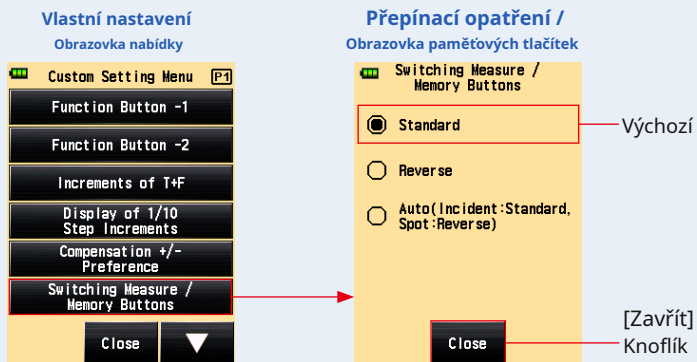 Vlastní nastavení
Obrazovka nabídky
Custom Setting Menu P1
Function Button -1
Function Button -2
Increments of T+F
Display of 1/10
Step Increments
Compensation +/-
Preference
Switching Measure /
Memory Buttons
Close
Přepínací opatření /
Obrazovka paměťových tlačítek
Switching Measure /
Memory Buttons
Standard
Výchozí
Reverse
Auto(Incident:Standard,
Spot:Reverse)
Close
[Zavřít]
Knoflík